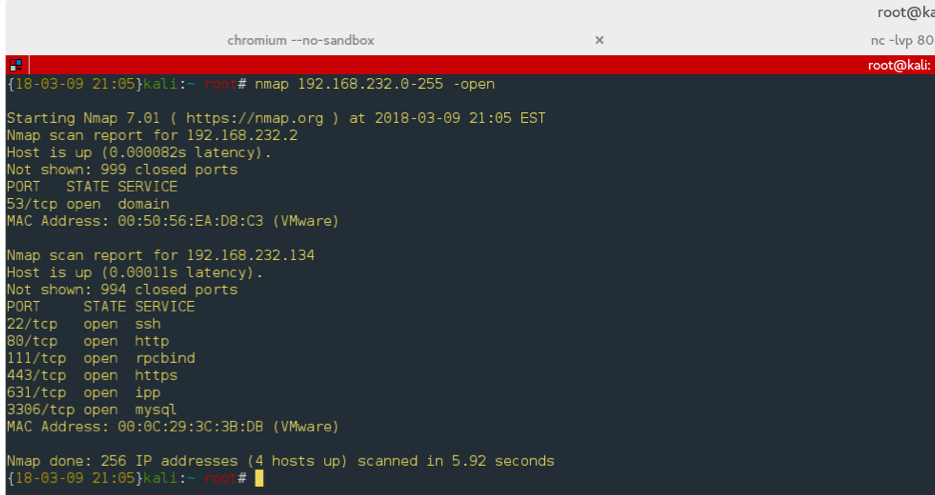 root@ka
chromium --no-sandbox × nc -lvp 80
root@kali:
{18-03-09 21:05}kali:~ root# nmap 192.168.232.0-255 -open
Starting Nmap 7.01 ( https://nmap.org ) at 2018-03-09 21:05 EST
Nmap scan report for 192.168.232.2
Host is up (0.000082s latency).
Not shown: 999 closed ports
PORT   STATE SERVICE
53/tcp open  domain
MAC Address: 00:50:56:EA:D8:C3 (VMware)
Nmap scan report for 192.168.232.134
Host is up (0.00011s latency).
Not shown: 994 closed ports
PORT     STATE SERVICE
22/tcp   open  ssh
80/tcp   open  http
111/tcp  open  rpcbind
443/tcp  open  https
631/tcp  open  ipp
3306/tcp open  mysql
MAC Address: 00:0C:29:3C:3B:DB (VMware)
Nmap done: 256 IP addresses (4 hosts up) scanned in 5.92 seconds
{18-03-09 21:05}kali:~ root#